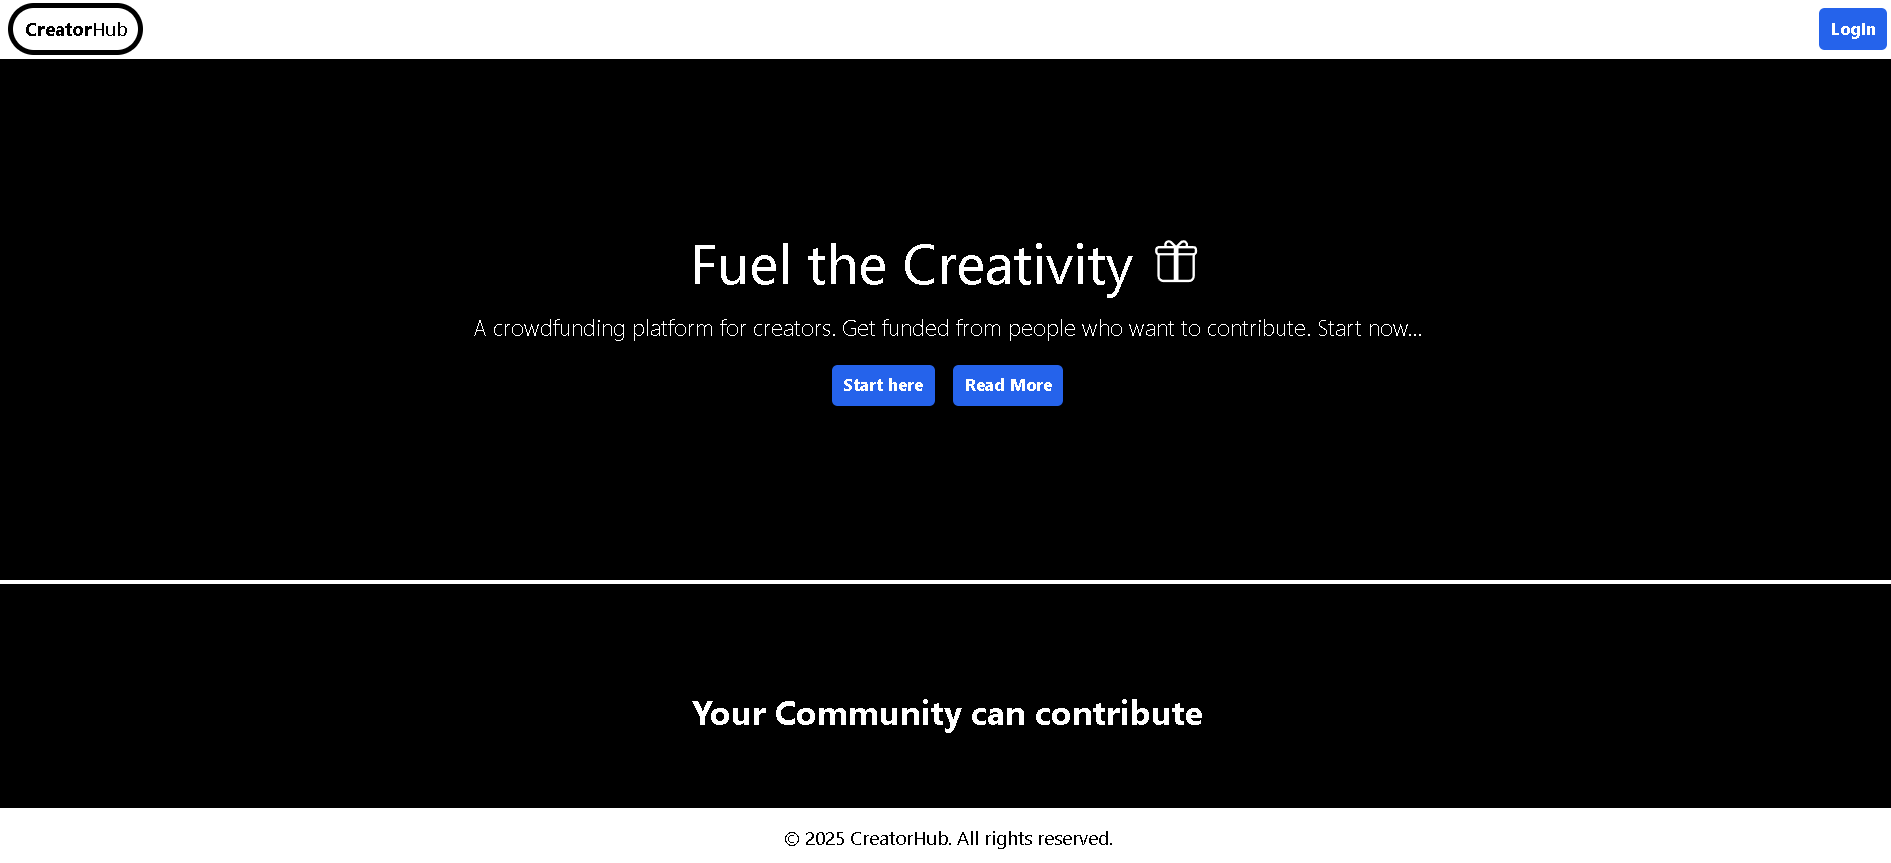 CreatorHub
Login
Fuel the Creativity
A crowdfunding platform for creators. Get funded from people who want to contribute. Start now...
Start here
Read More
Your Community can contribute
© 2025 CreatorHub. All rights reserved.